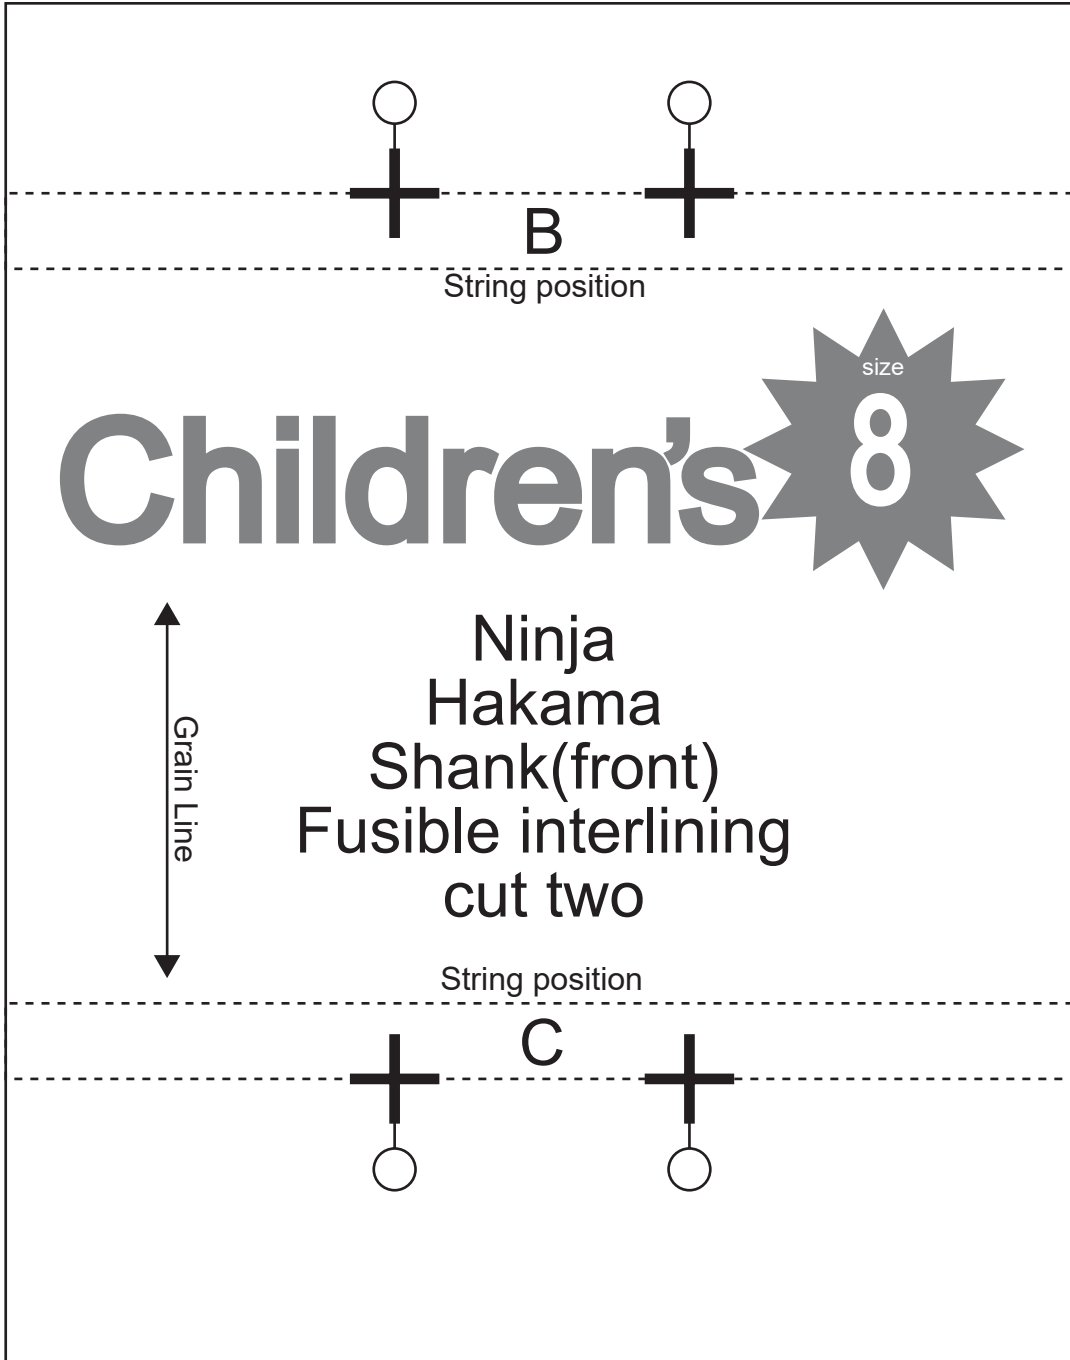 B
String position
size
8
Children's
Ninja
Hakama
Shank(front)
Fusible interlining
cut two
Grain Line
String position
C